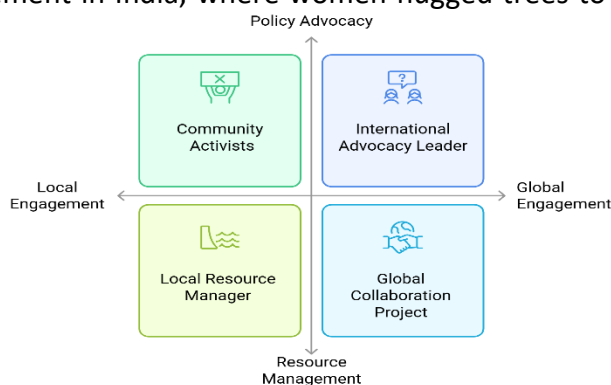 ement in India, where women hugged trees to
Policy Advocacy
?
Community
Activists
International
Advocacy Leader
Local
Engagement
Global
Engagement
Local Resource
Manager
Global
Collaboration
Project
Resource
Management